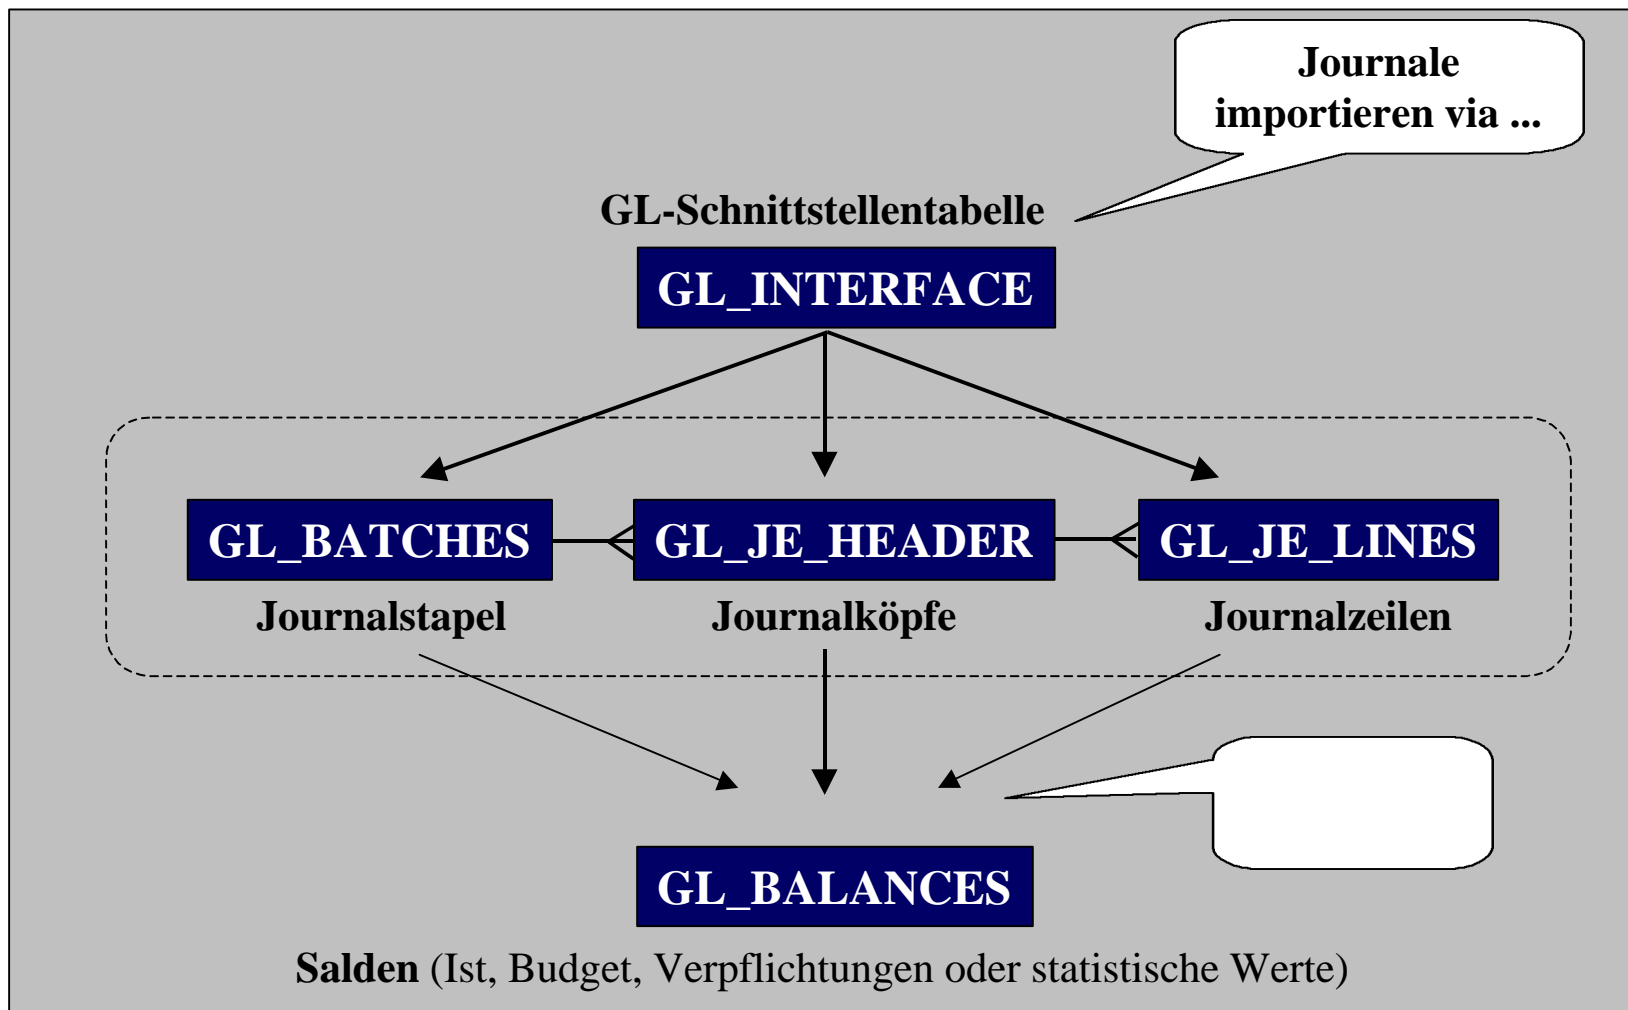 Journale
importieren via ...
GL-Schnittstellentabelle
GL_INTERFACE
GL_BATCHES
GL_JE_HEADER
GL_JE_LINES
Journalstapel
Journalköpfe
Journalzeilen
GL_BALANCES
Salden (Ist, Budget, Verpflichtungen oder statistische Werte)